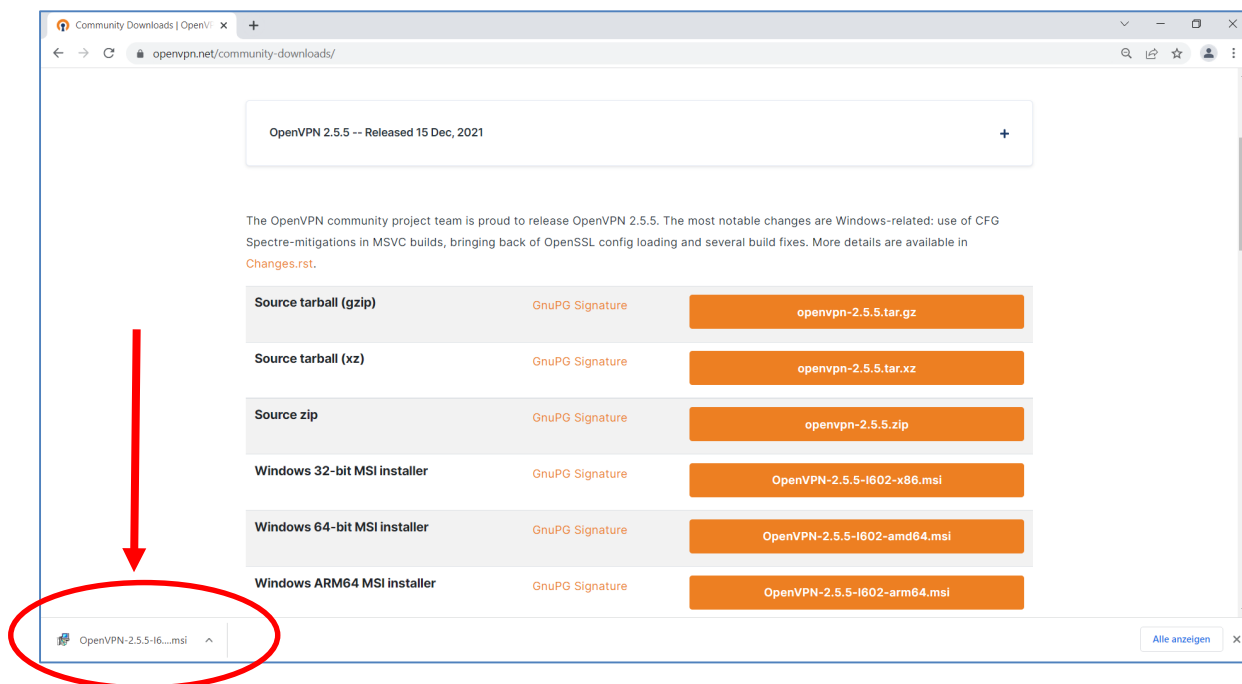 Community Downloads | OpenV
openvpn.net/community-downloads/
OpenVPN 2.5.5 -- Released 15 Dec, 2021
The OpenVPN community project team is proud to release OpenVPN 2.5.5. The most notable changes are Windows-related: use of CFG
Spectre-mitigations in MSVC builds, bringing back of OpenSSL config loading and several build fixes. More details are available in
Changes.rst.
Source tarball (gzip) GnuPG Signature openvpn-2.5.5.tar.gz
Source tarball (xz) GnuPG Signature openvpn-2.5.5.tar.xz
Source zip GnuPG Signature openvpn-2.5.5.zip
Windows 32-bit MSI installer GnuPG Signature OpenVPN-2.5.5-I602-x86.msi
Windows 64-bit MSI installer GnuPG Signature OpenVPN-2.5.5-I602-amd64.msi
Windows ARM64 MSI installer GnuPG Signature OpenVPN-2.5.5-I602-arm64.msi
OpenVPN-2.5.5-I6....msi Alle anzeigen